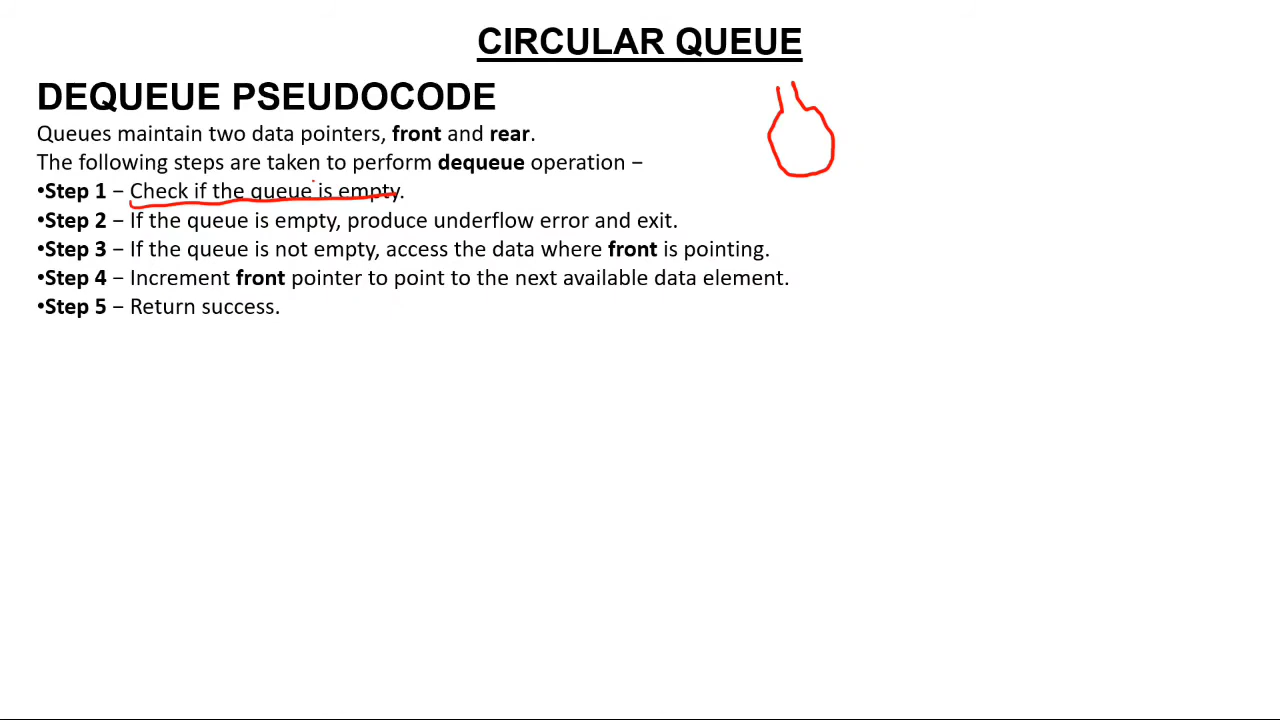 CIRCULAR QUEUE
DEQUEUE PSEUDOCODE
Queues maintain two data pointers, front and rear.
The following steps are taken to perform dequeue operation −
•Step 1 − Check if the queue is empty.
•Step 2 − If the queue is empty, produce underflow error and exit.
•Step 3 − If the queue is not empty, access the data where front is pointing.
•Step 4 − Increment front pointer to point to the next available data element.
•Step 5 − Return success.